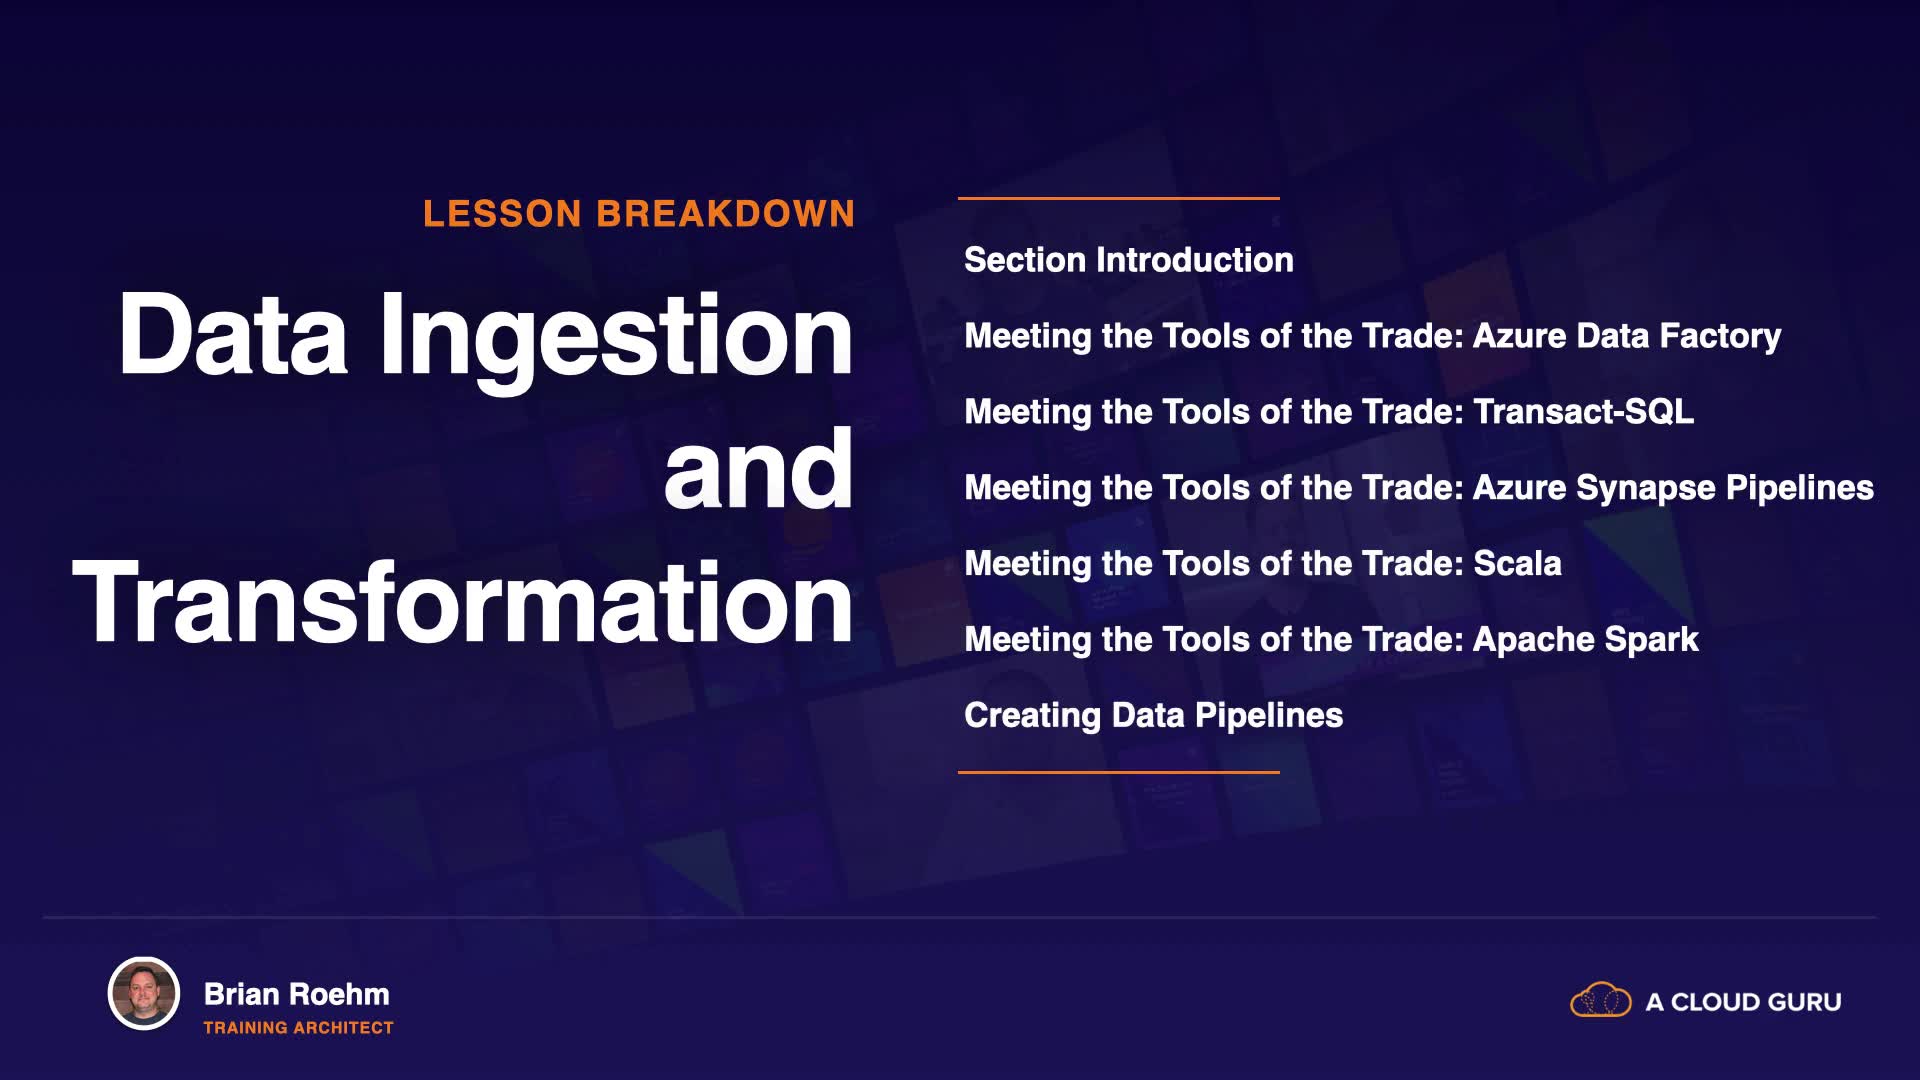 LESSON BREAKDOWN
Data Ingestion
and
Transformation
Section Introduction
Meeting the Tools of the Trade: Azure Data Factory
Meeting the Tools of the Trade: Transact-SQL
Meeting the Tools of the Trade: Azure Synapse Pipelines
Meeting the Tools of the Trade: Scala
Meeting the Tools of the Trade: Apache Spark
Creating Data Pipelines
Brian Roehm
TRAINING ARCHITECT
A CLOUD GURU